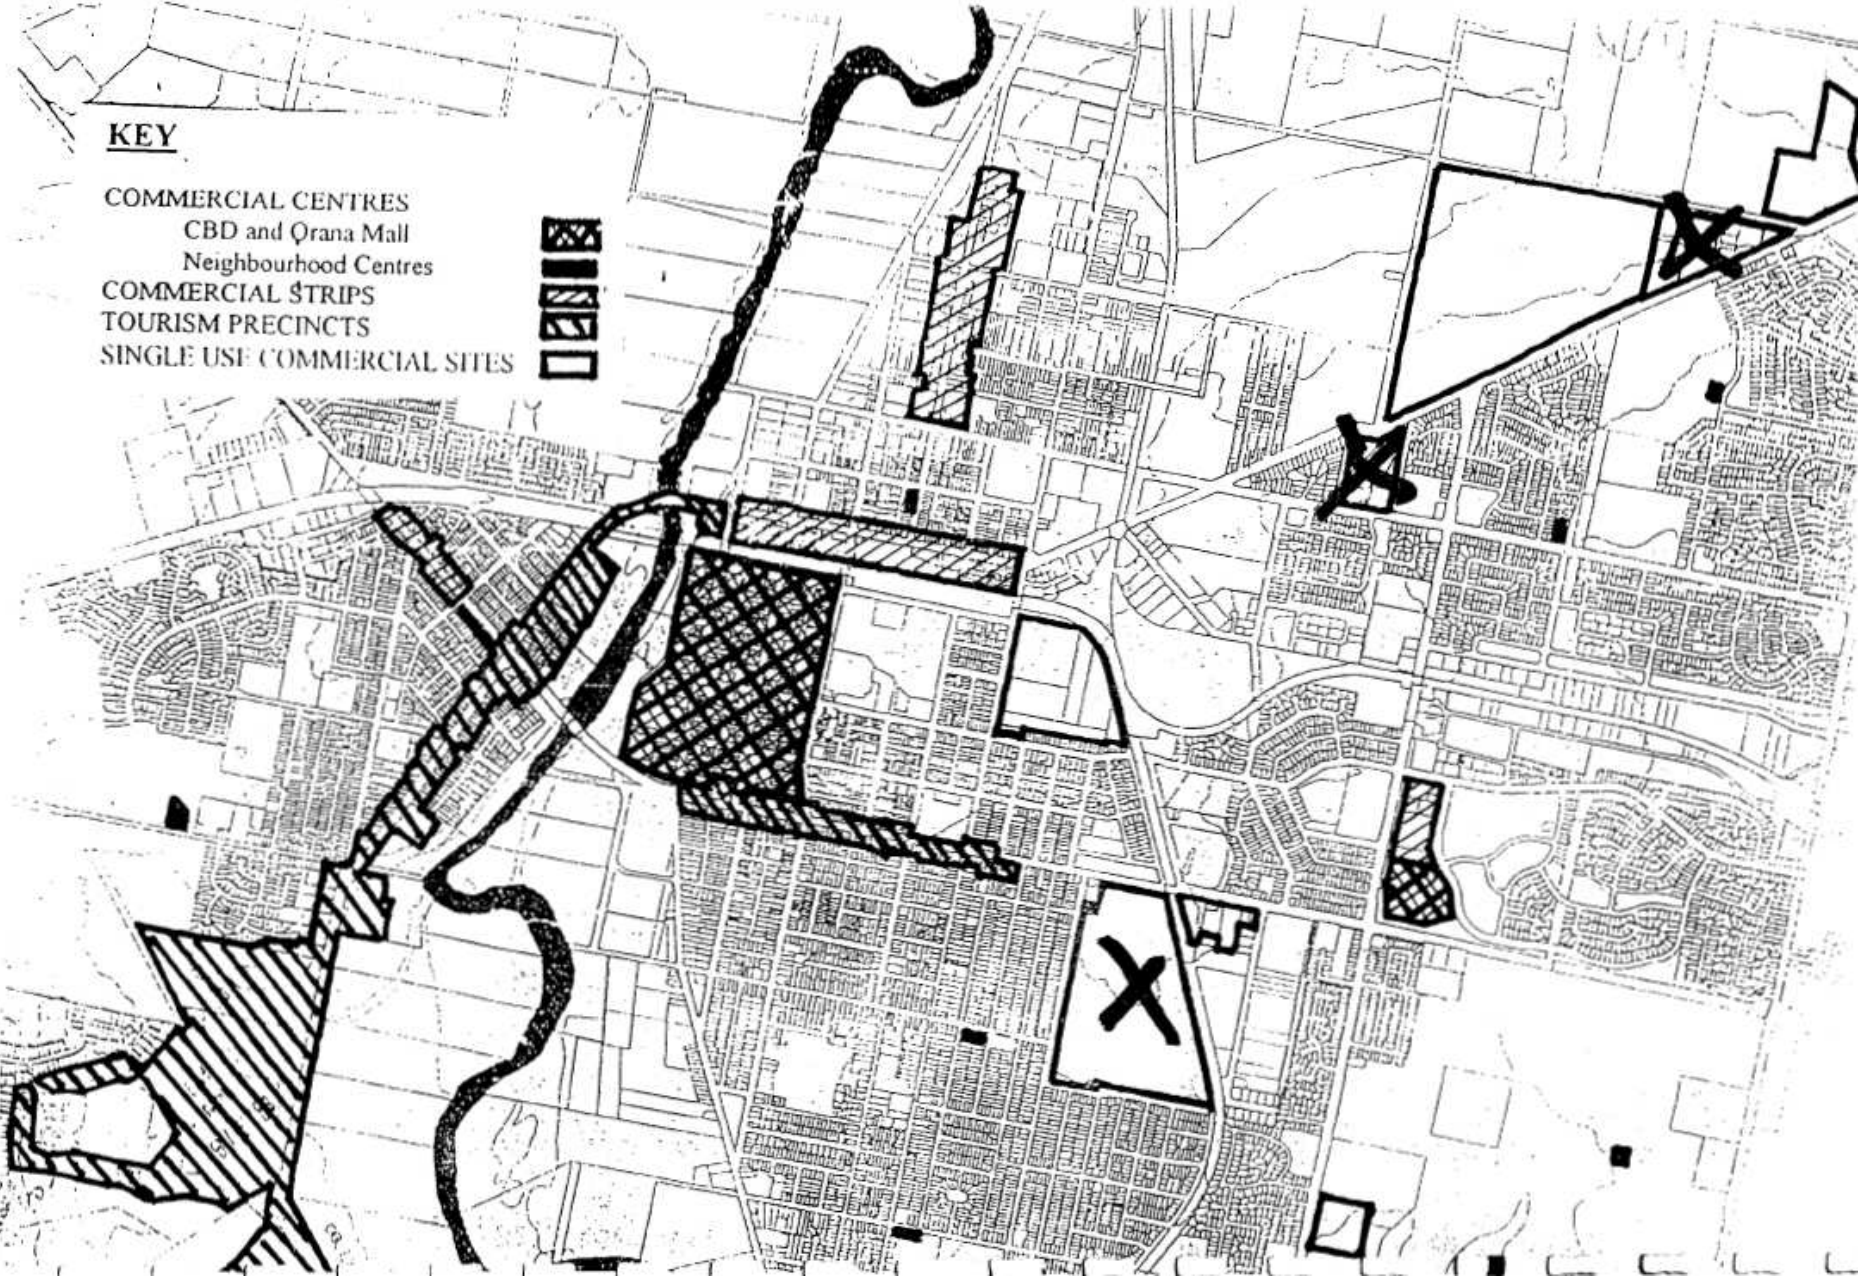 KEY
COMMERCIAL CENTRES
CBD and Orana Mall
Neighbourhood Centres
COMMERCIAL STRIPS
TOURISM PRECINCTS
SINGLE USE COMMERCIAL SITES